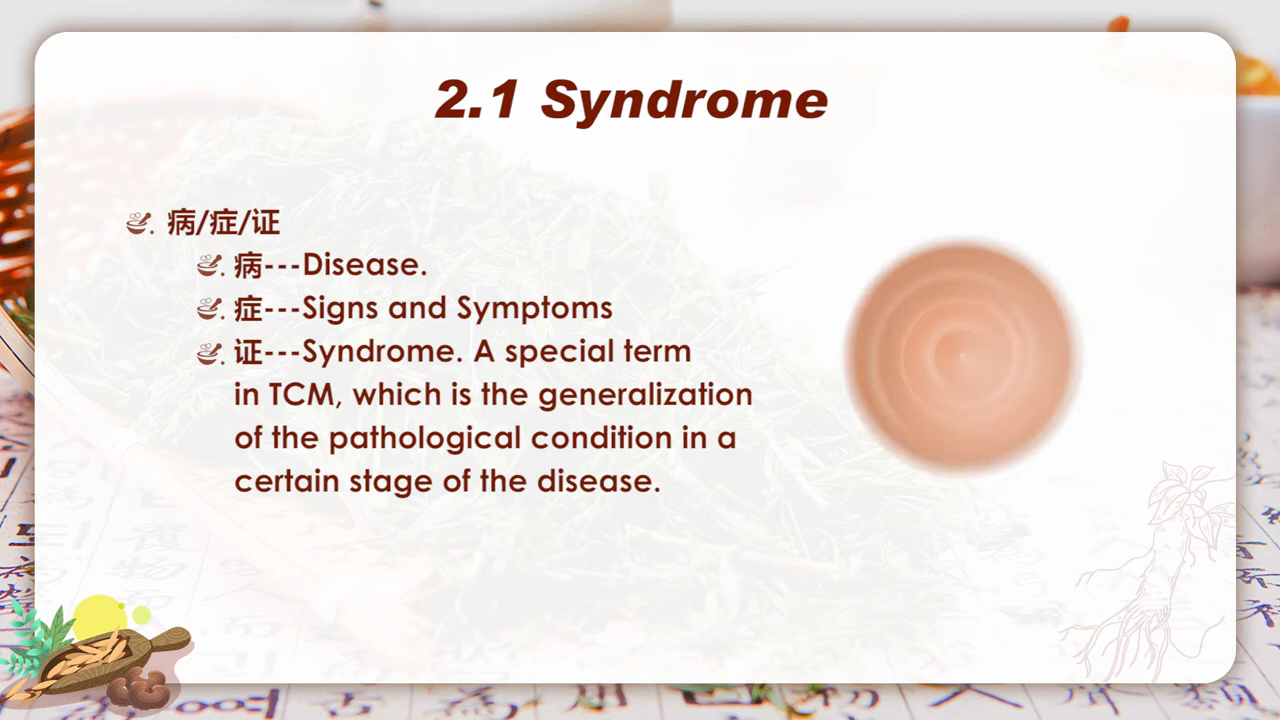 2.1 Syndrome
病/症/证
病---Disease.
症---Signs and Symptoms
证---Syndrome. A special term
in TCM, which is the generalization
of the pathological condition in a
certain stage of the disease.